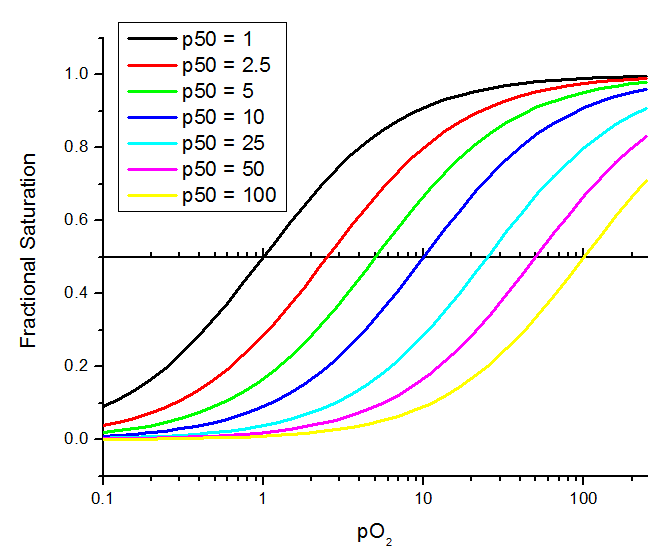 p50 = 1
p50 = 2.5
p50 = 5
p50 = 10
p50 = 25
p50 = 50
p50 = 100
1.0
0.8
0.6
0.4
0.2
0.0
Fractional Saturation
0.1 1 10 100
pO₂